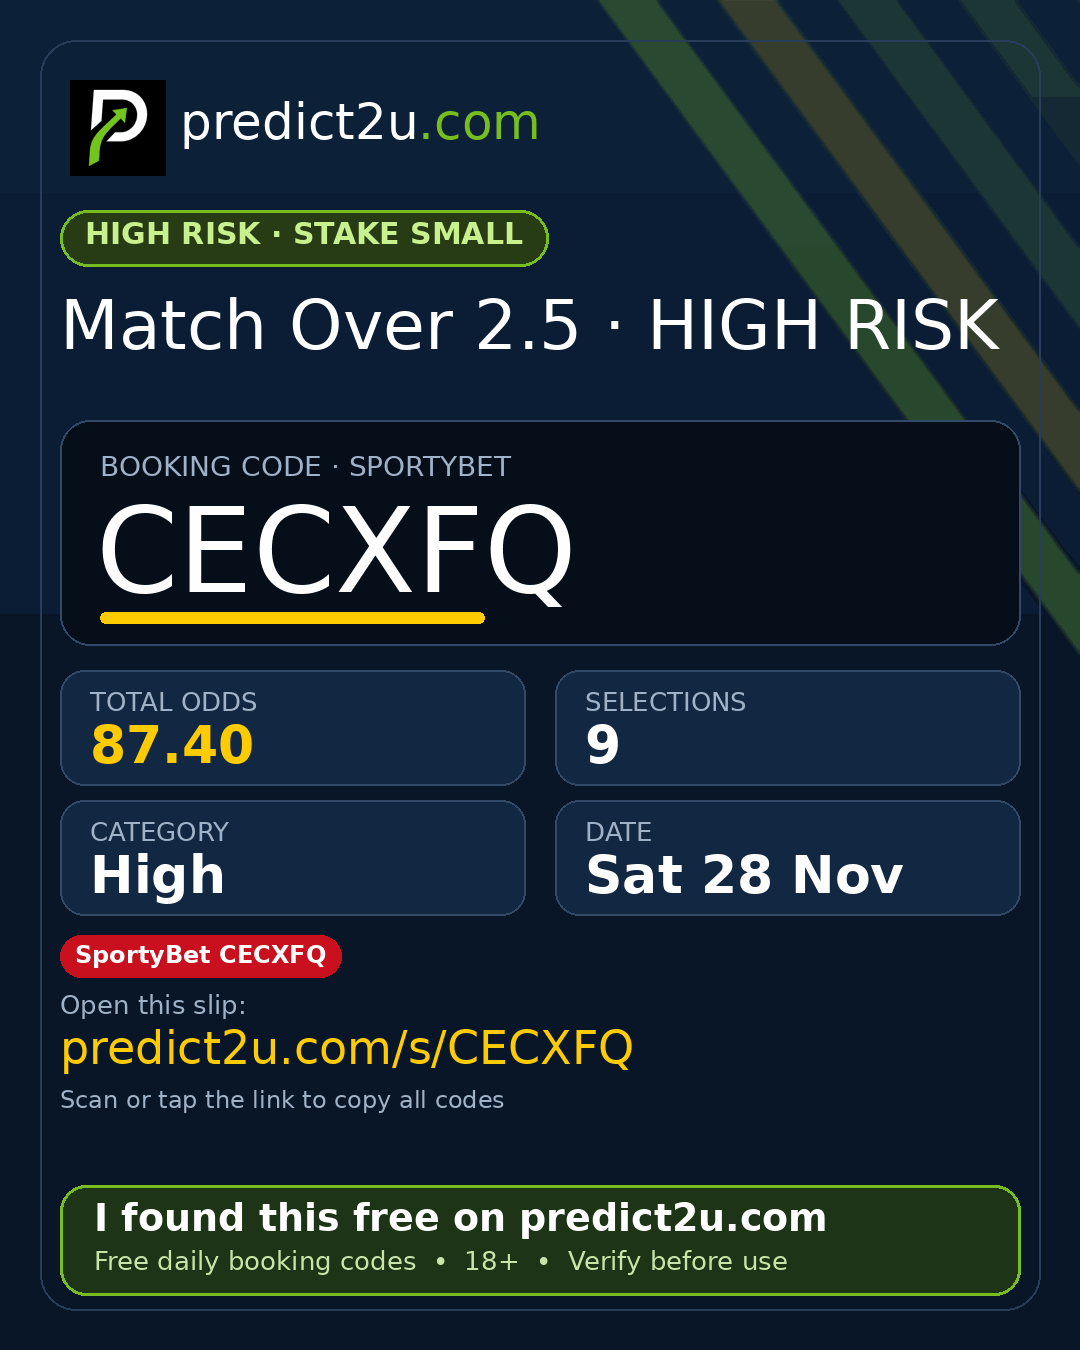 predict2u.com
HIGH RISK · STAKE SMALL
Match Over 2.5 · HIGH RISK
BOOKING CODE · SPORTYBET
CECXFQ
TOTAL ODDS
87.40
SELECTIONS
9
CATEGORY
High
DATE
Sat 28 Nov
SportyBet CECXFQ
Open this slip:
predict2u.com/s/CECXFQ
Scan or tap the link to copy all codes
I found this free on predict2u.com
Free daily booking codes • 18+ • Verify before use